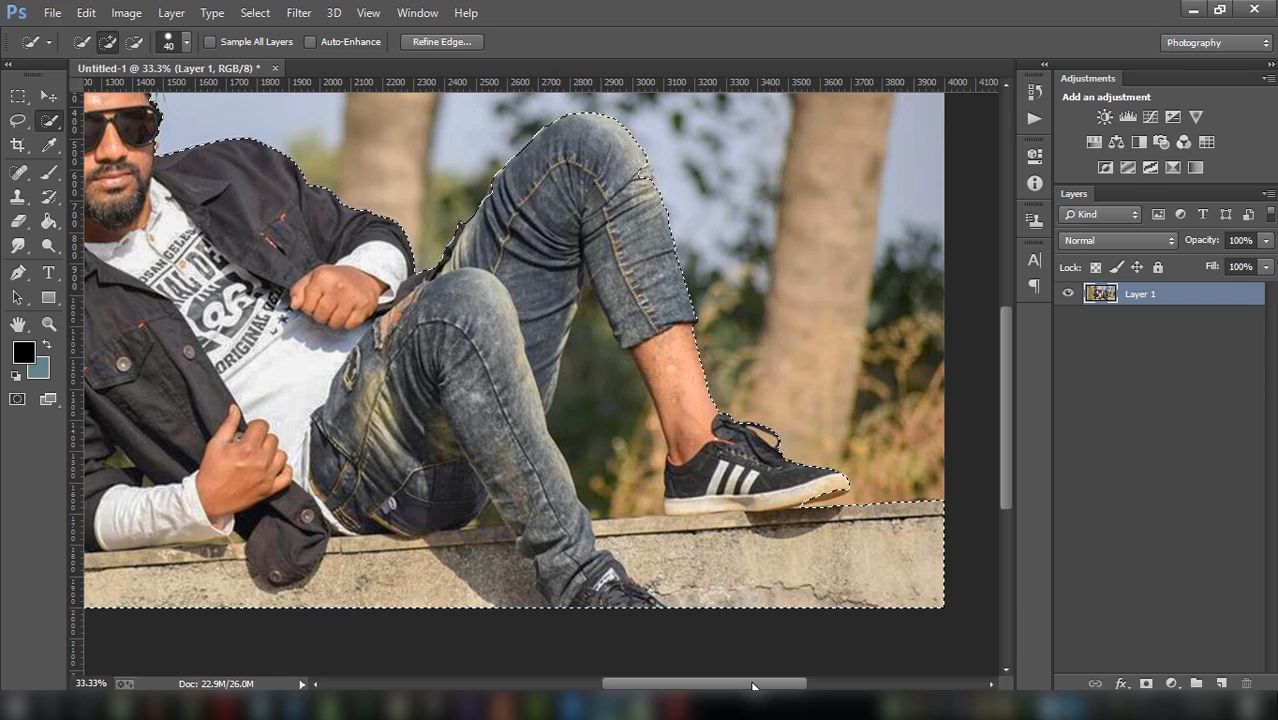 Ps File Edit Image Layer Type Select Filter 3D View Window Help
40 Sample All Layers Auto-Enhance Refine Edge... Photography
Untitled-1 @ 33.3% (Layer 1, RGB/8) * ×
1300 1400 1500 1600 1700 1800 1900 2000 2100 2200 2300 2400 2500 2600 2700 2800 2900 3000 3100 3200 3300 3400 3500 3600 3700 3800 3900 4000 4100
Adjustments
Add an adjustment
Layers
Kind
Normal Opacity: 100%
Lock: Fill: 100%
Layer 1
ORIGINAL
33.33% Doc: 22.9M/26.0M